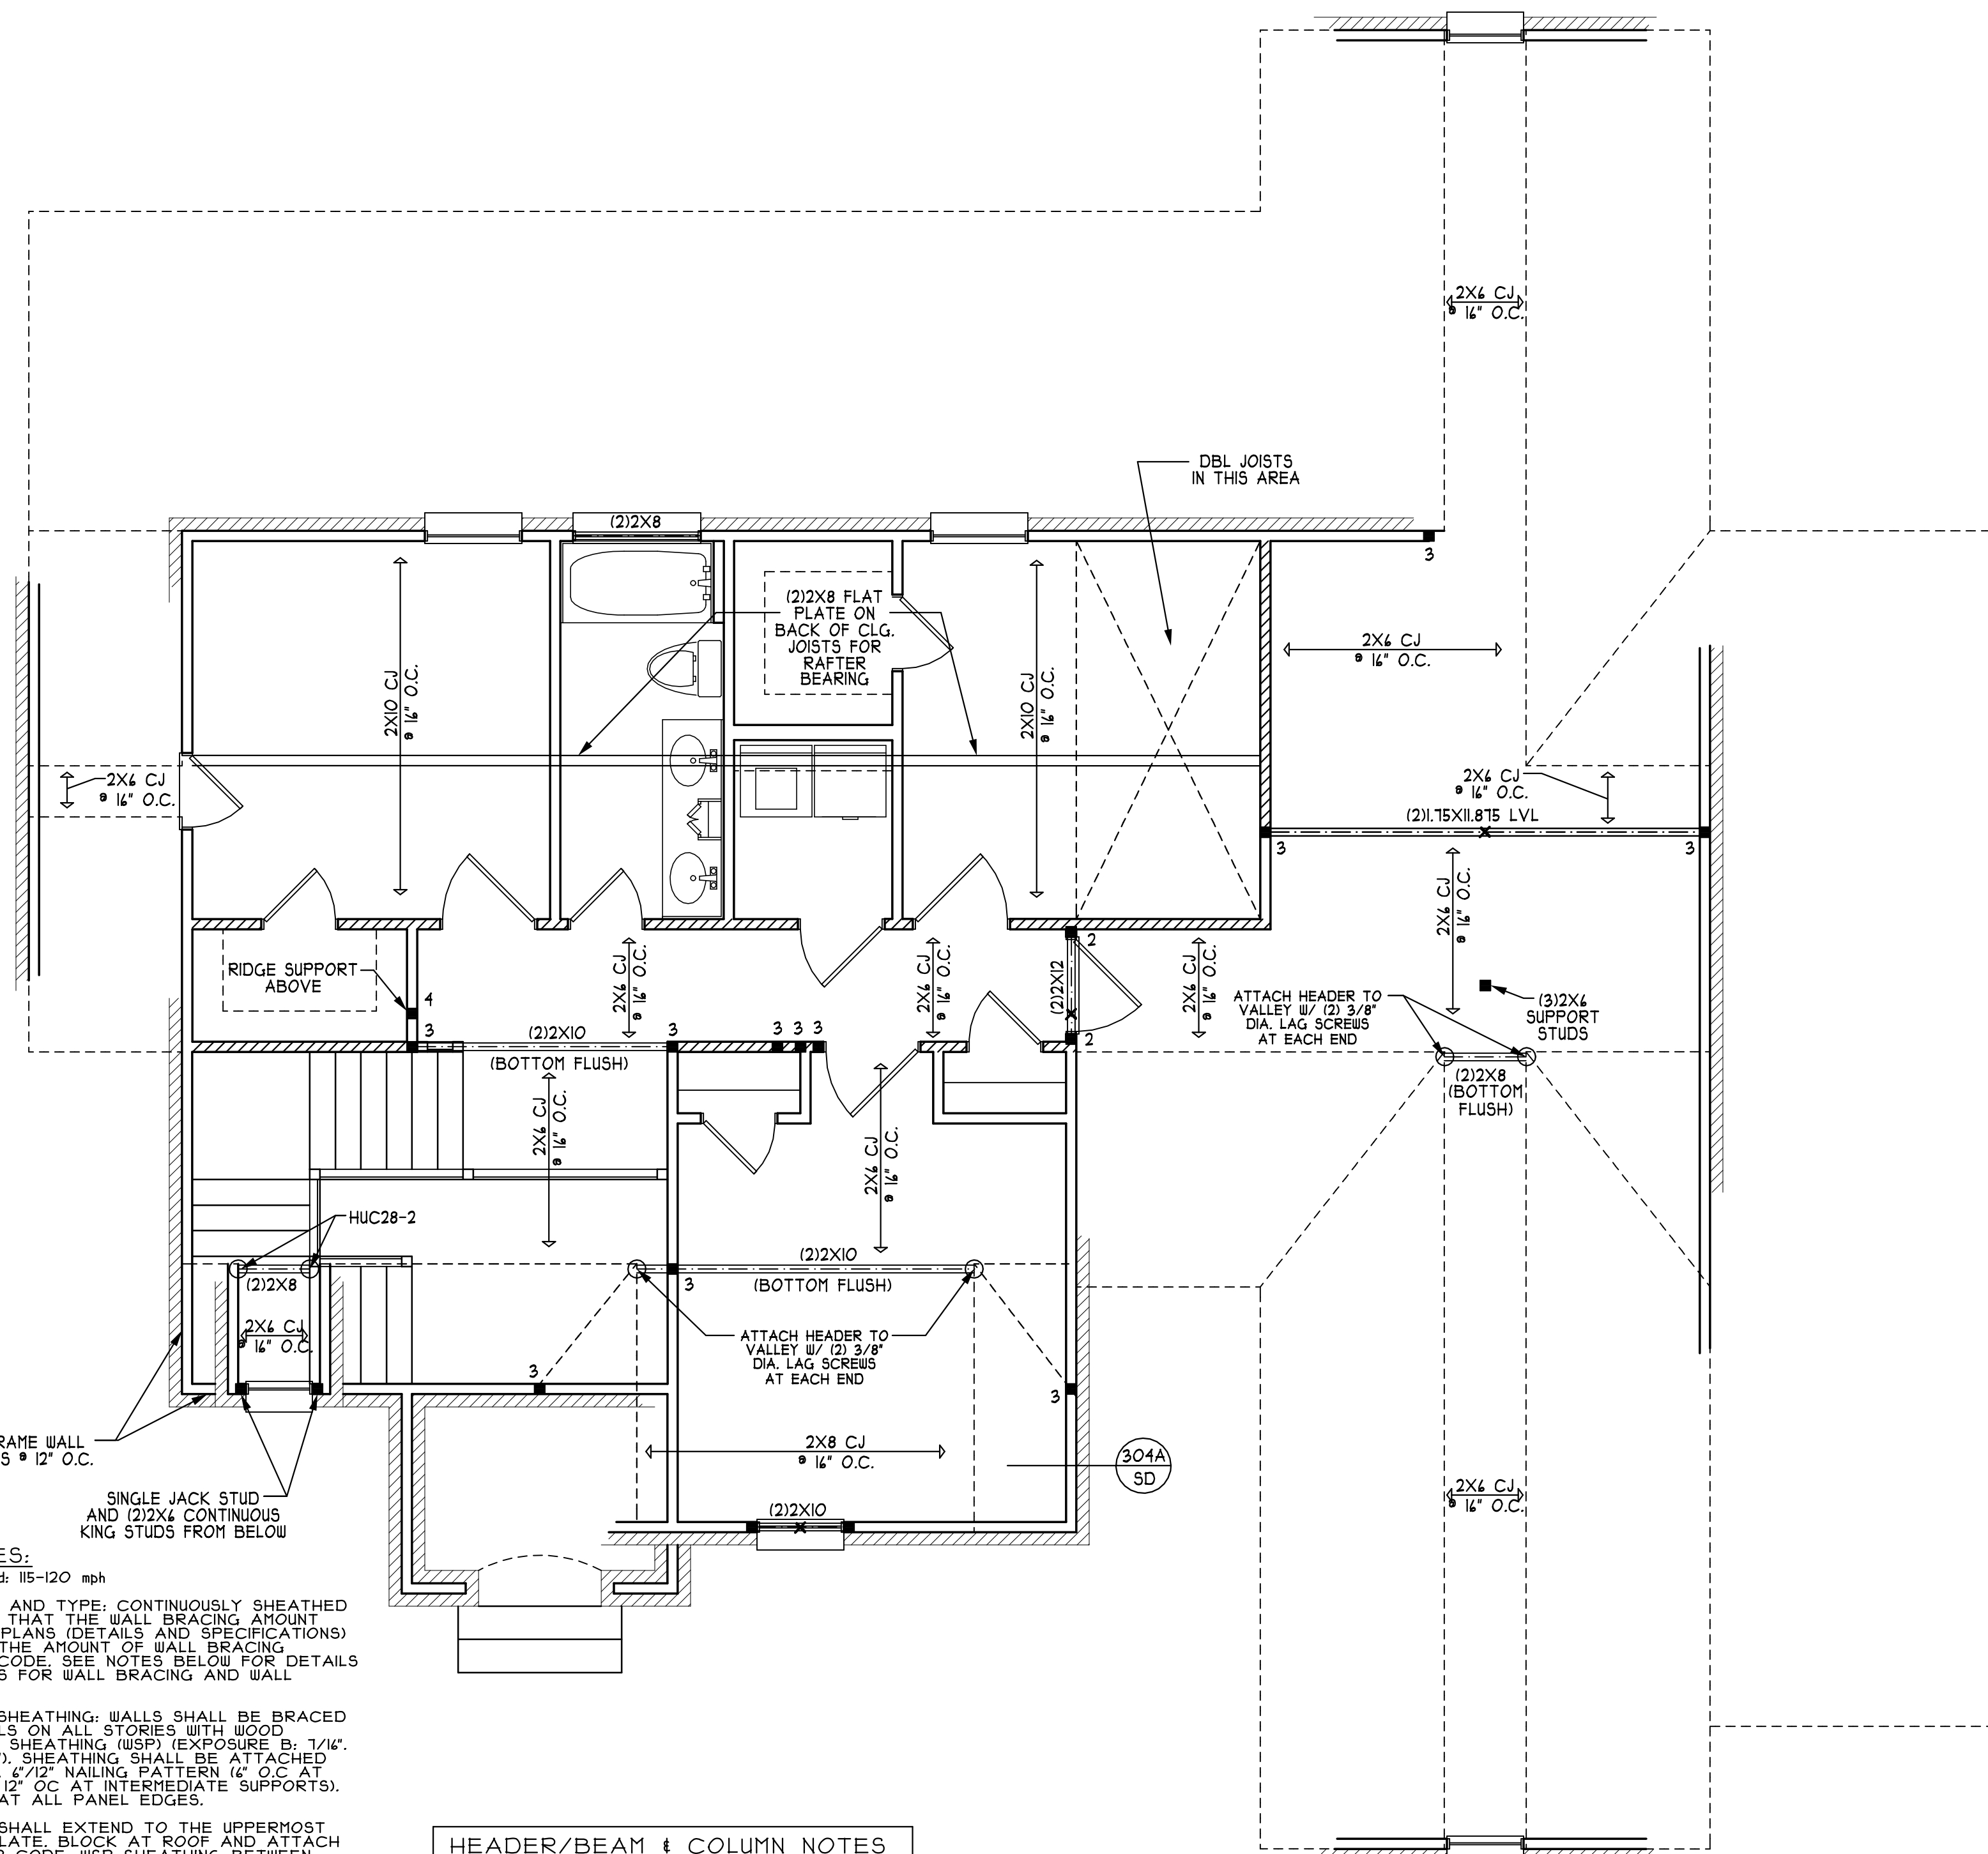 2X6 CJ
@ 16" O.C.
DBL JOISTS
IN THIS AREA
(2)2X8
3
(2)2X8 FLAT
PLATE ON
BACK OF CLG.
JOISTS FOR
RAFTER
BEARING
2X10 CJ
@ 16" O.C.
2X10 CJ
@ 16" O.C.
2X6 CJ
@ 16" O.C.
2X6 CJ
@ 16" O.C.
2X6 CJ
@ 16" O.C.
(2)1.75X11.875 LVL
3
3
2X6 CJ
@ 16" O.C.
RIDGE SUPPORT
ABOVE
4
3
(2)2X10
(BOTTOM FLUSH)
2X6 CJ
@ 16" O.C.
3
3
3
3
2X6 CJ
@ 16" O.C.
2
(2)2X12
2
2X6 CJ
@ 16" O.C.
ATTACH HEADER TO
VALLEY W/ (2) 3/8"
DIA. LAG SCREWS
AT EACH END
(3)2X6
SUPPORT
STUDS
(2)2X8
(BOTTOM
FLUSH)
2X6 CJ
@ 16" O.C.
2X6 CJ
@ 16" O.C.
HUC28-2
(2)2X8
2X6 CJ
@ 16" O.C.
(2)2X10
(BOTTOM FLUSH)
3
ATTACH HEADER TO
VALLEY W/ (2) 3/8"
DIA. LAG SCREWS
AT EACH END
3
3
2X8 CJ
@ 16" O.C.
304A
SD
(2)2X10
2X6 CJ
@ 16" O.C.
RAME WALL
S @ 12" O.C.
SINGLE JACK STUD
AND (2)2X6 CONTINUOUS
KING STUDS FROM BELOW
ES:
d: 115-120 mph
AND TYPE: CONTINUOUSLY SHEATHED
THAT THE WALL BRACING AMOUNT
PLANS (DETAILS AND SPECIFICATIONS)
THE AMOUNT OF WALL BRACING
CODE. SEE NOTES BELOW FOR DETAILS
S FOR WALL BRACING AND WALL
SHEATHING: WALLS SHALL BE BRACED
LS ON ALL STORIES WITH WOOD
SHEATHING (WSP) (EXPOSURE B: 7/16".
"). SHEATHING SHALL BE ATTACHED
6"/12" NAILING PATTERN (6" O.C AT
12" OC AT INTERMEDIATE SUPPORTS).
AT ALL PANEL EDGES.
SHALL EXTEND TO THE UPPERMOST
LATE. BLOCK AT ROOF AND ATTACH
CODE. WSP SHEATHING BETWEEN
HEADER/BEAM & COLUMN NOTES